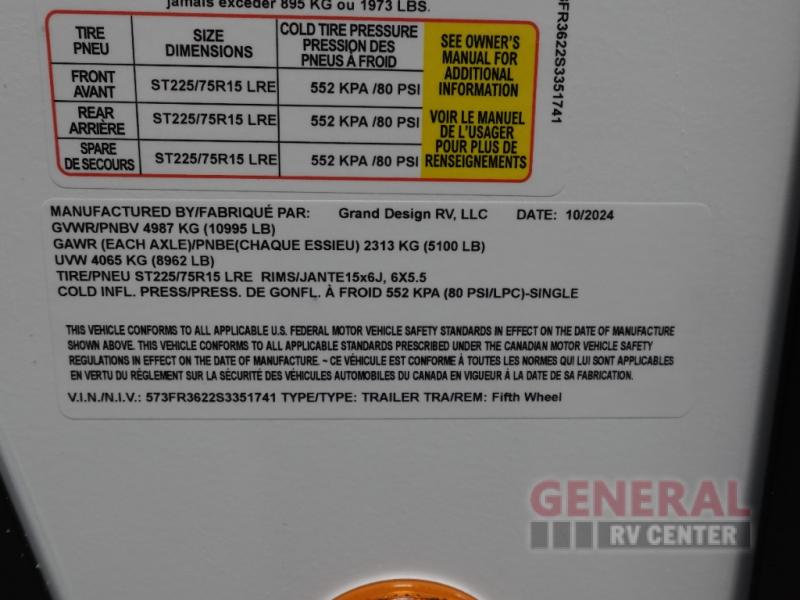 jamais exceder 895 KG ou 1973 LBS.
TIRE PNEU
SIZE DIMENSIONS
COLD TIRE PRESSURE PRESSION DES PNEUS À FROID
SEE OWNER'S MANUAL FOR ADDITIONAL INFORMATION
VOIR LE MANUEL DE L'USAGER POUR PLUS DE RENSEIGNEMENTS
FRONT AVANT ST225/75R15 LRE 552 KPA /80 PSI
REAR ARRIÈRE ST225/75R15 LRE 552 KPA /80 PSI
SPARE DE SECOURS ST225/75R15 LRE 552 KPA /80 PSI
FR3622S3351741
MANUFACTURED BY/FABRIQUÉ PAR: Grand Design RV, LLC DATE: 10/2024
GVWR/PNBV 4987 KG (10995 LB)
GAWR (EACH AXLE)/PNBE(CHAQUE ESSIEU) 2313 KG (5100 LB)
UVW 4065 KG (8962 LB)
TIRE/PNEU ST225/75R15 LRE RIMS/JANTE15x6J, 6X5.5
COLD INFL. PRESS/PRESS. DE GONFL. À FROID 552 KPA (80 PSI/LPC)-SINGLE
THIS VEHICLE CONFORMS TO ALL APPLICABLE U.S. FEDERAL MOTOR VEHICLE SAFETY STANDARDS IN EFFECT ON THE DATE OF MANUFACTURE
SHOWN ABOVE. THIS VEHICLE CONFORMS TO ALL APPLICABLE STANDARDS PRESCRIBED UNDER THE CANADIAN MOTOR VEHICLE SAFETY
REGULATIONS IN EFFECT ON THE DATE OF MANUFACTURE. ~ CE VÉHICULE EST CONFORME À TOUTES LES NORMES QUI LUI SONT APPLICABLES
EN VERTU DU RÉGLEMENT SUR LA SÉCURITÉ DES VÉHICULES AUTOMOBILES DU CANADA EN VIGUEUR À LA DATE DE SA FABRICATION.
V.I.N./N.I.V.: 573FR3622S3351741 TYPE/TYPE: TRAILER TRA/REM: Fifth Wheel
GENERAL
RV CENTER